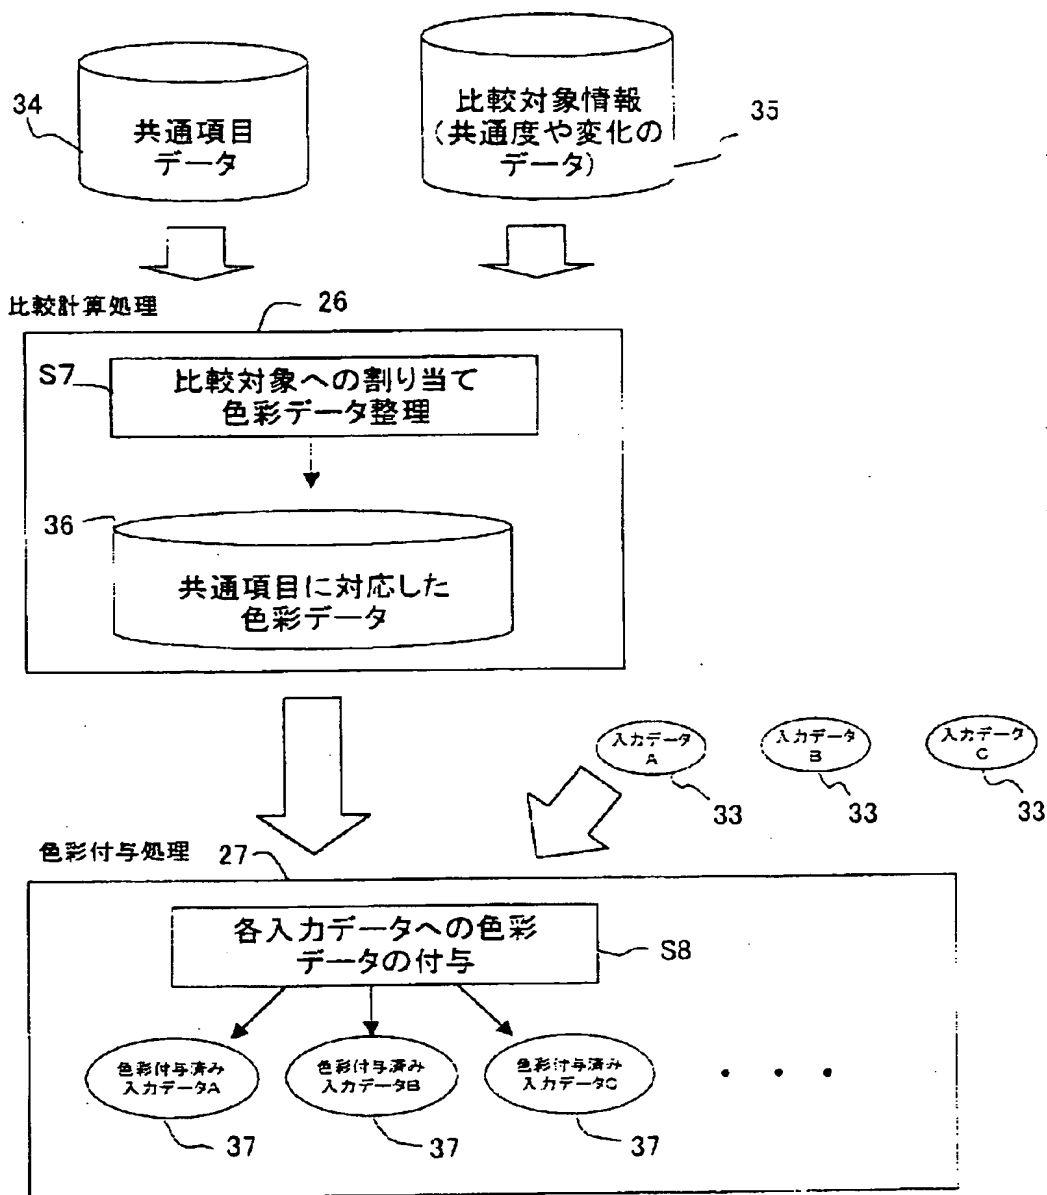 34
共通項目
データ
比較対象情報
(共通度や変化の
データ)
35
比較計算処理
26
S7
比較対象への割り当て
色彩データ整理
36
共通項目に対応した
色彩データ
入力データ
A
入力データ
B
入力データ
C
33
33
33
色彩付与処理
27
各入力データへの色彩
データの付与
S8
色彩付与済み
入力データA
色彩付与済み
入力データB
色彩付与済み
入力データC
・ ・ ・
37
37
37